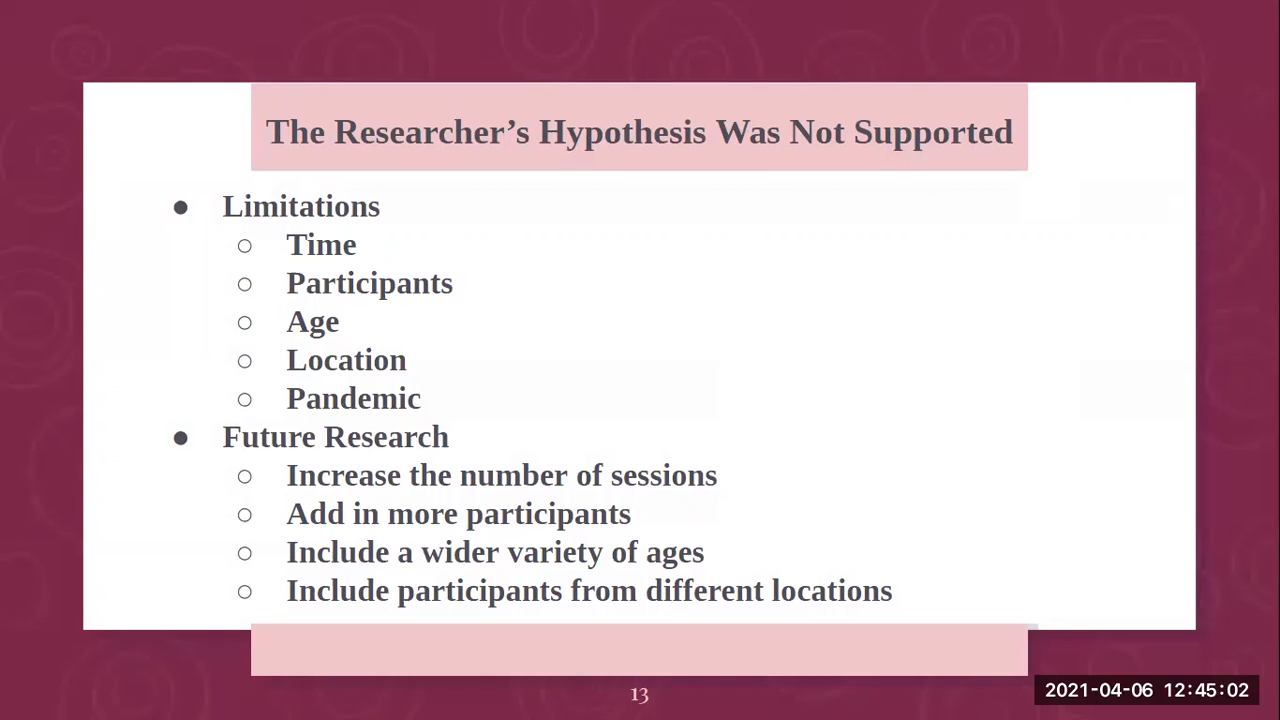 The Researcher’s Hypothesis Was Not Supported
● Limitations
○ Time
○ Participants
○ Age
○ Location
○ Pandemic
● Future Research
○ Increase the number of sessions
○ Add in more participants
○ Include a wider variety of ages
○ Include participants from different locations
13
2021-04-06 12:45:02